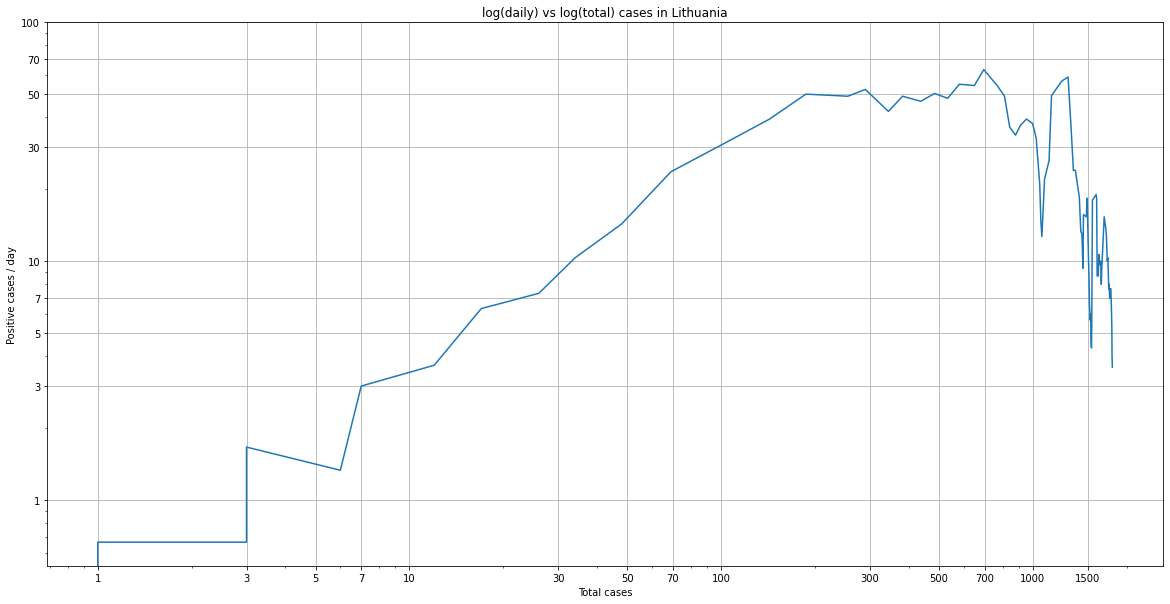 log(daily) vs log(total) cases in Lithuania
Positive cases / day
100
70
50
30
10
7
5
3
1
1 3 5 7 10 30 50 70 100 300 500 700 1000 1500
Total cases